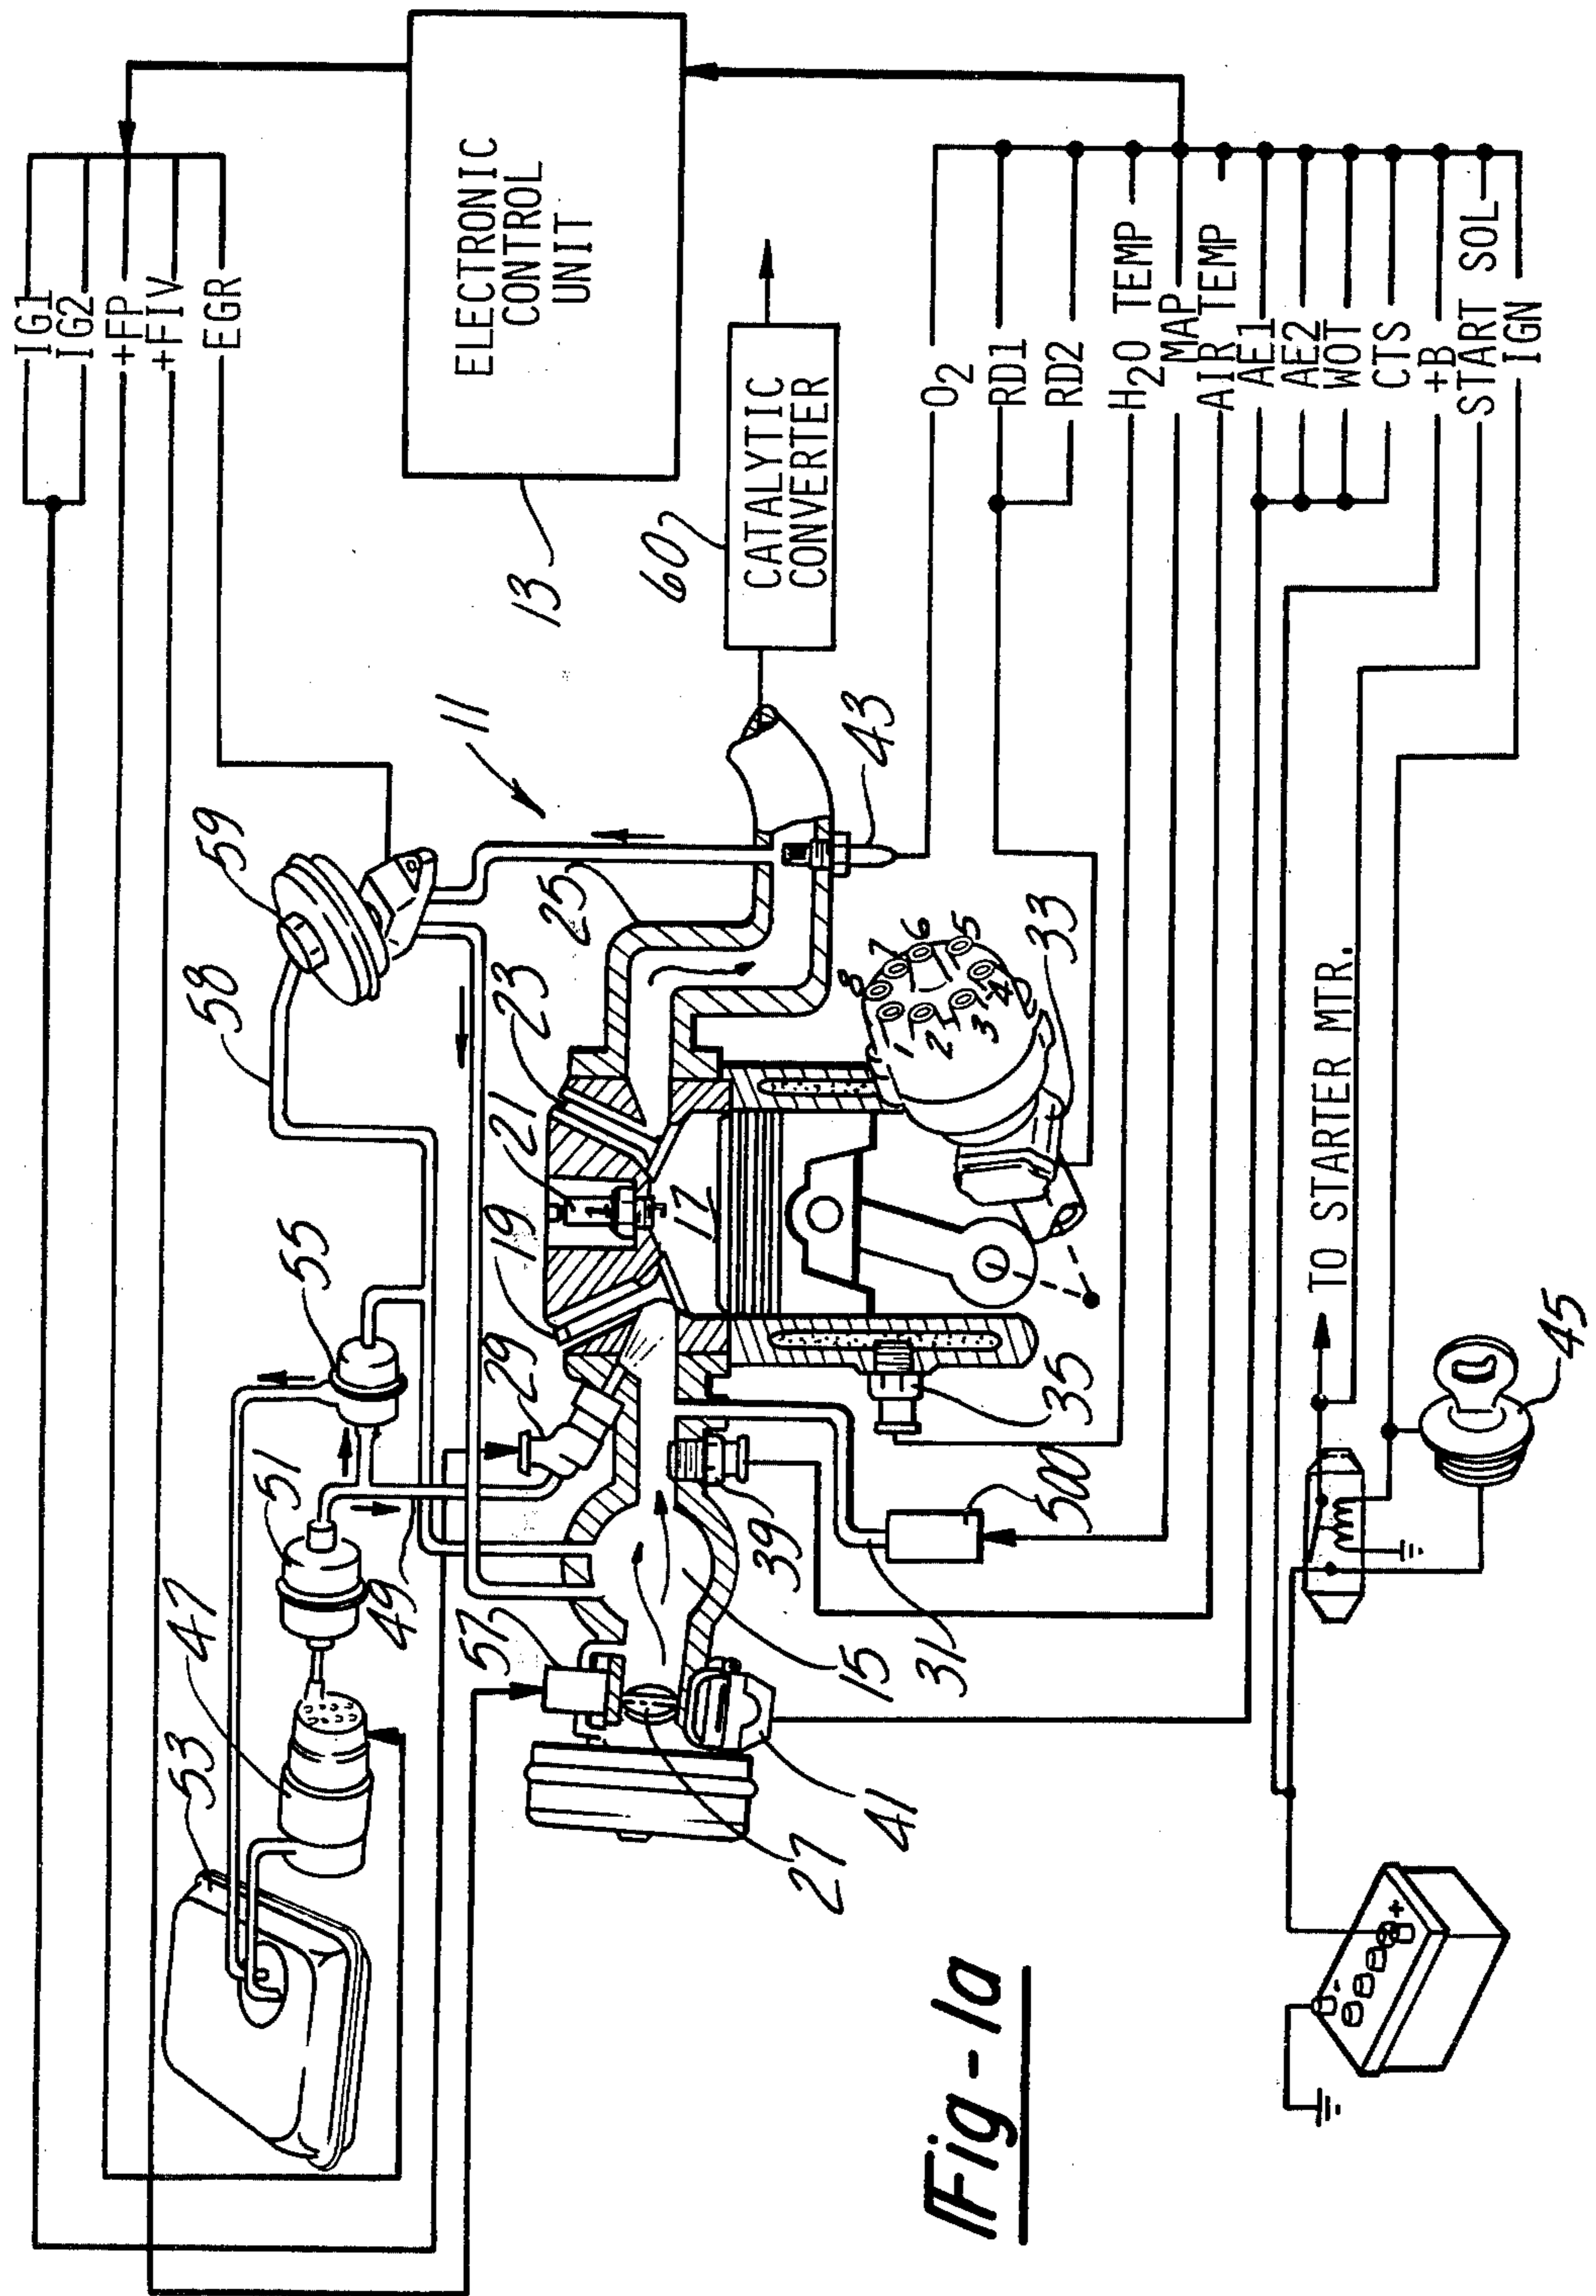 IG1
IG2
+FP
+FIV
EGR
ELECTRONIC
CONTROL
UNIT
13
CATALYTIC
CONVERTER
60
O2
RD1
RD2
H2O TEMP
MAP
AIR TEMP
AE1
AE2
WOT
CTS
+B
START SOL
IGN
11
59
58
25
23
21
19
29
17
43
33
1
2
3
4
5
6
7
8
55
51
49
47
53
57
35
500
39
31
15
41
27
TO STARTER MTR.
45
+
-
Fig-1a